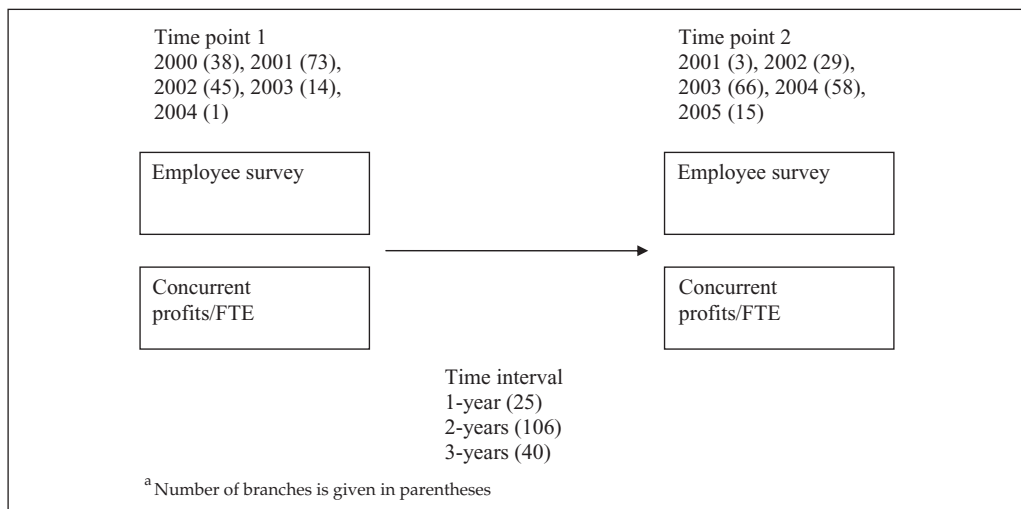 Time point 1
2000 (38), 2001 (73),
2002 (45), 2003 (14),
2004 (1)
Time point 2
2001 (3), 2002 (29),
2003 (66), 2004 (58),
2005 (15)
Employee survey
Employee survey
Concurrent
profits/FTE
Concurrent
profits/FTE
Time interval
1-year (25)
2-years (106)
3-years (40)
a Number of branches is given in parentheses